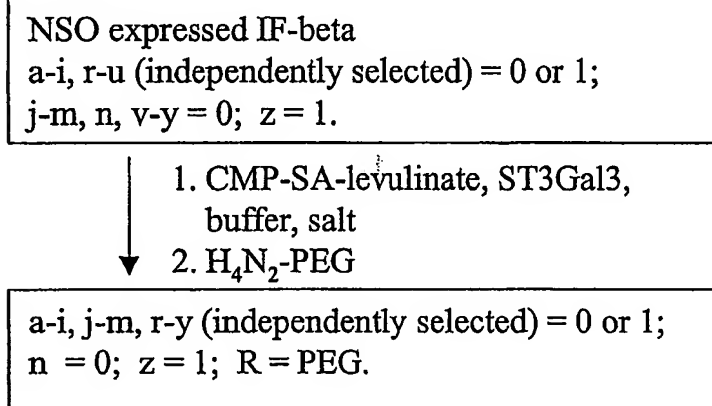 NSO expressed IF-beta
a-i, r-u (independently selected) = 0 or 1;
j-m, n, v-y = 0; z = 1.
1. CMP-SA-levulinate, ST3Gal3,
buffer, salt
2. H₄N₂-PEG
a-i, j-m, r-y (independently selected) = 0 or 1;
n = 0; z = 1; R = PEG.